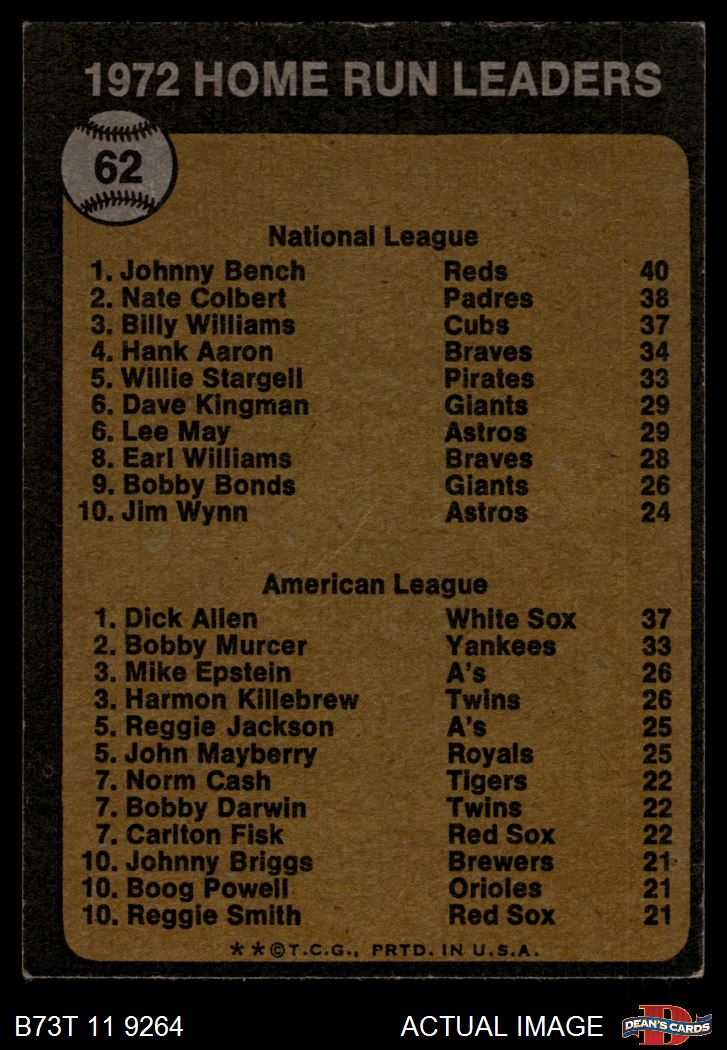 1972 HOME RUN LEADERS
62
National League
1. Johnny Bench Reds 40
2. Nate Colbert Padres 38
3. Billy Williams Cubs 37
4. Hank Aaron Braves 34
5. Willie Stargell Pirates 33
6. Dave Kingman Giants 29
6. Lee May Astros 29
8. Earl Williams Braves 28
9. Bobby Bonds Giants 26
10. Jim Wynn Astros 24
American League
1. Dick Allen White Sox 37
2. Bobby Murcer Yankees 33
3. Mike Epstein A's 26
3. Harmon Killebrew Twins 26
5. Reggie Jackson A's 25
5. John Mayberry Royals 25
7. Norm Cash Tigers 22
7. Bobby Darwin Twins 22
7. Carlton Fisk Red Sox 22
10. Johnny Briggs Brewers 21
10. Boog Powell Orioles 21
10. Reggie Smith Red Sox 21
**©T.C.G., PRTD. IN U.S.A.
B73T 11 9264 ACTUAL IMAGE D DEAN'S CARDS